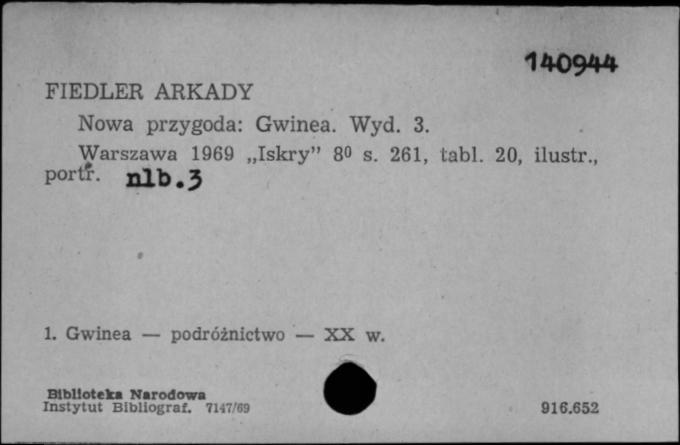 140944
FIEDLER ARKADY
Nowa przygoda: Gwinea. Wyd. 3.
Warszawa 1969 „Iskry” 8⁰ s. 261, tabl. 20, ilustr.,
portr. nlb.3
1. Gwinea — podróżnictwo — XX w.
Biblioteka Narodowa
Instytut Bibliograf. 7147/69
916.652